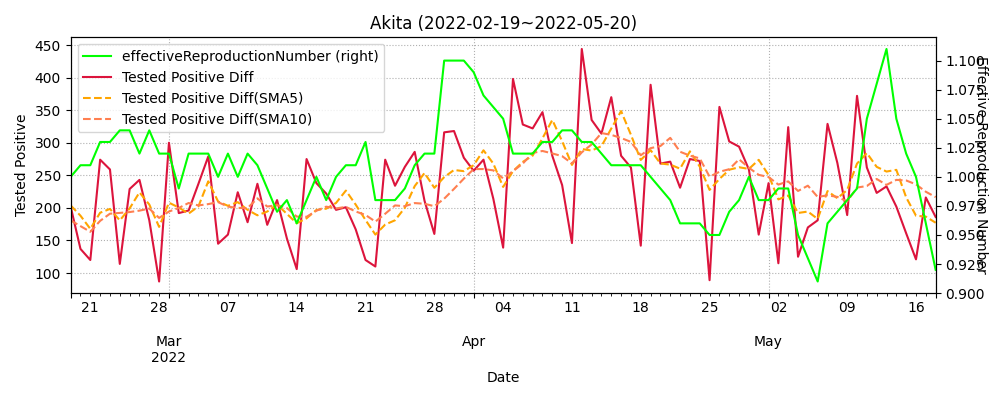 Akita (2022-02-19~2022-05-20)
effectiveReproductionNumber (right)
Tested Positive Diff
Tested Positive Diff(SMA5)
Tested Positive Diff(SMA10)
Tested Positive
450
400
350
300
250
200
150
100
1.100
1.075
1.050
1.025
1.000
0.975
0.950
0.925
0.900
Effective Reproduction Number
21 28 07 14 21 28 04 11 18 25 02 09 16
Mar Apr May
2022
Date